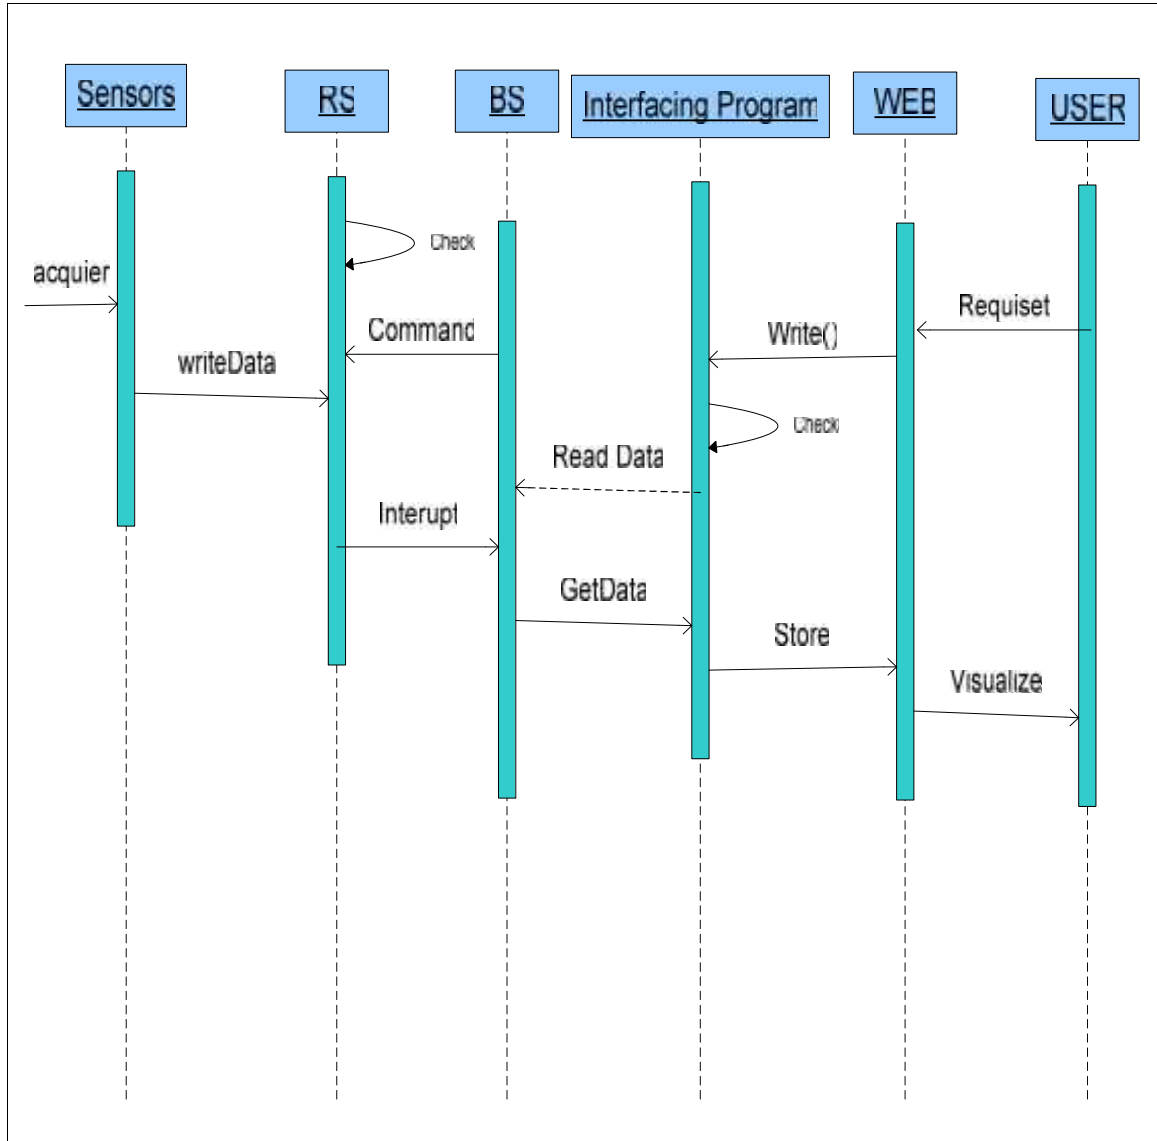 Sensors
RS
BS
Interfacing Program
WEB
USER
Check
acquier
Requiset
Command
Write()
writeData
Check
Read Data
Interupt
GetData
Store
Visualize